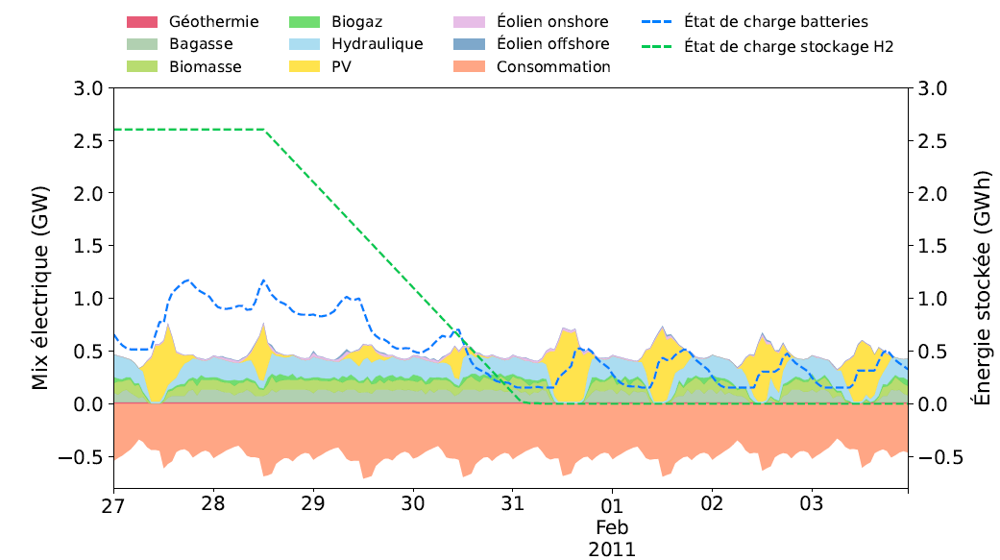 Géothermie
Bagasse
Biomasse
Biogaz
Hydraulique
PV
Éolien onshore
Éolien offshore
Consommation
État de charge batteries
État de charge stockage H2
Mix électrique (GW)
3.0
2.5
2.0
1.5
1.0
0.5
0.0
−0.5
3.0
2.5
2.0
1.5
1.0
0.5
0.0
−0.5
Énergie stockée (GWh)
27
28
29
30
31
01
02
03
Feb
2011